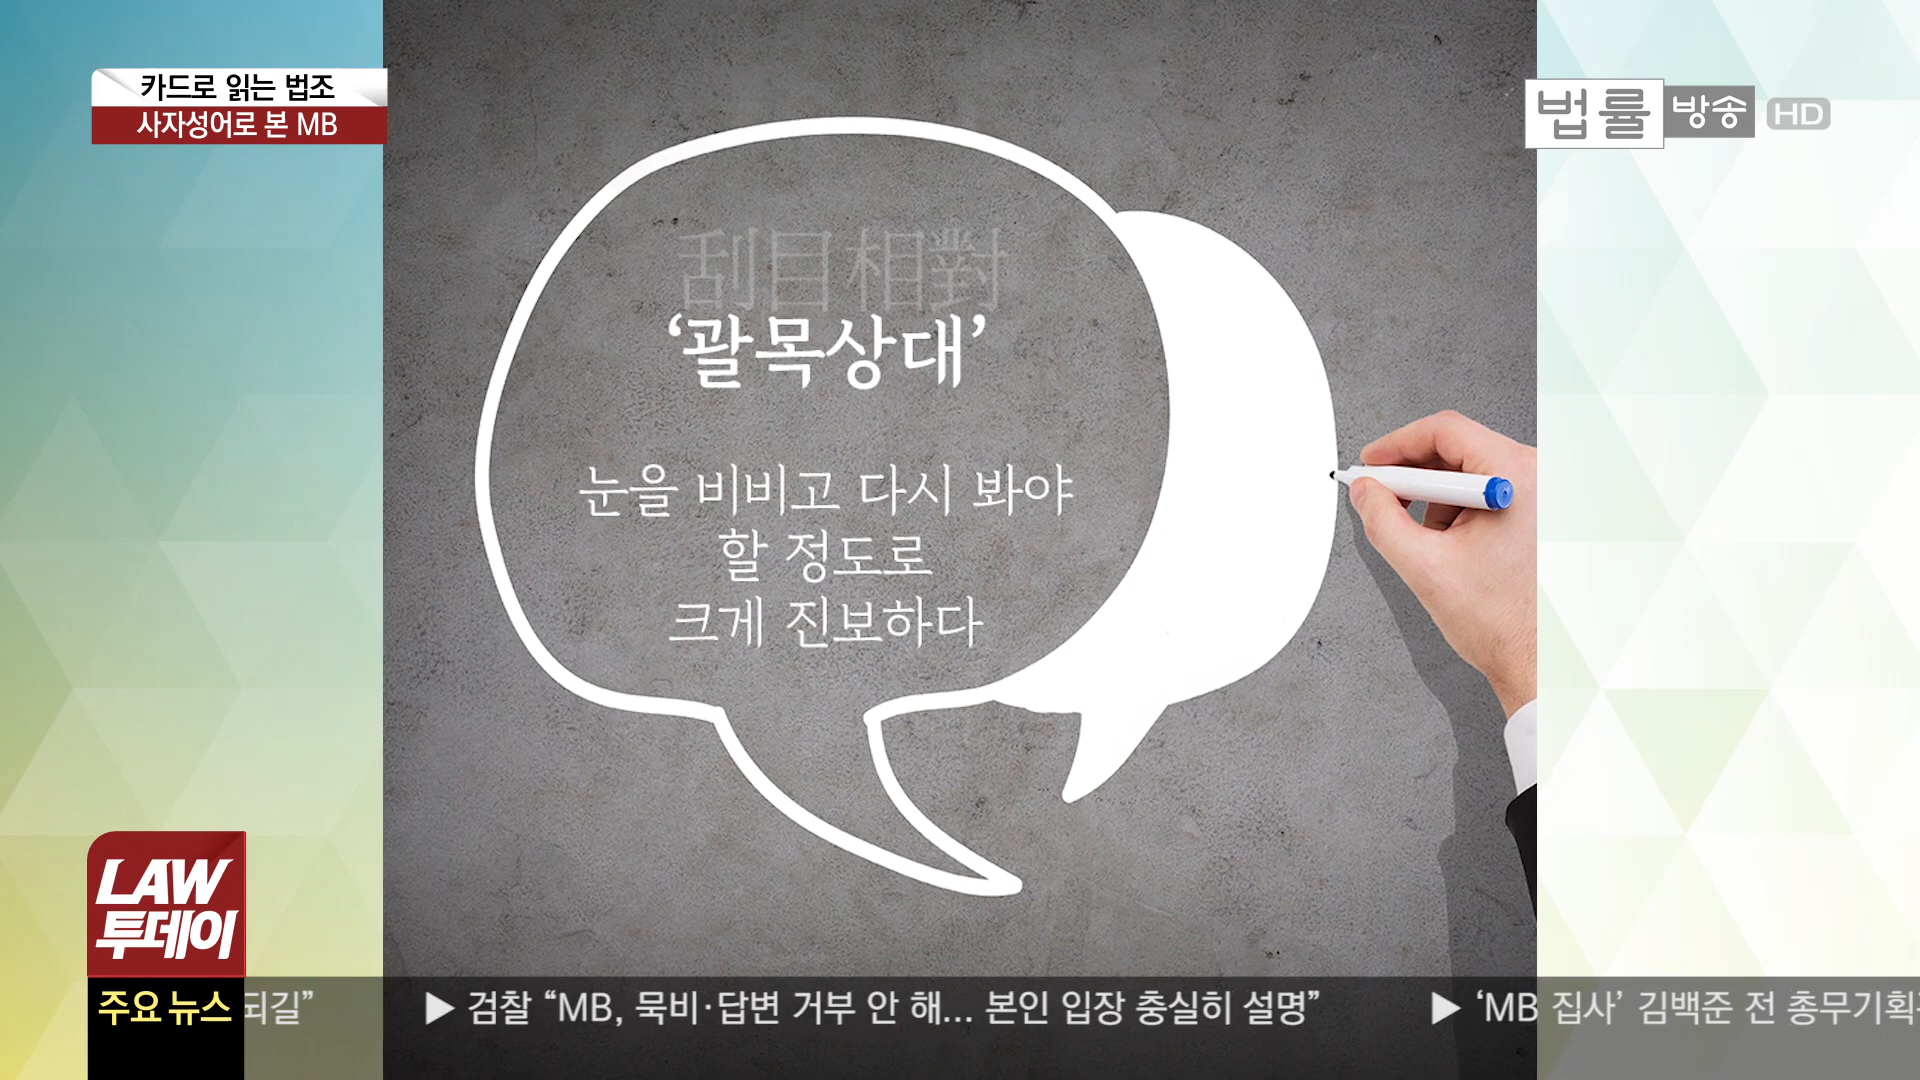 카드로 읽는 법조
사자성어로 본 MB
법률방송 HD
刮目相對
‘괄목상대’
눈을 비비고 다시 봐야
할 정도로
크게 진보하다
LAW
투데이
주요 뉴스
되길” ▶ 검찰 “MB, 묵비·답변 거부 안 해... 본인 입장 충실히 설명” ▶ ‘MB 집사’ 김백준 전 총무기획